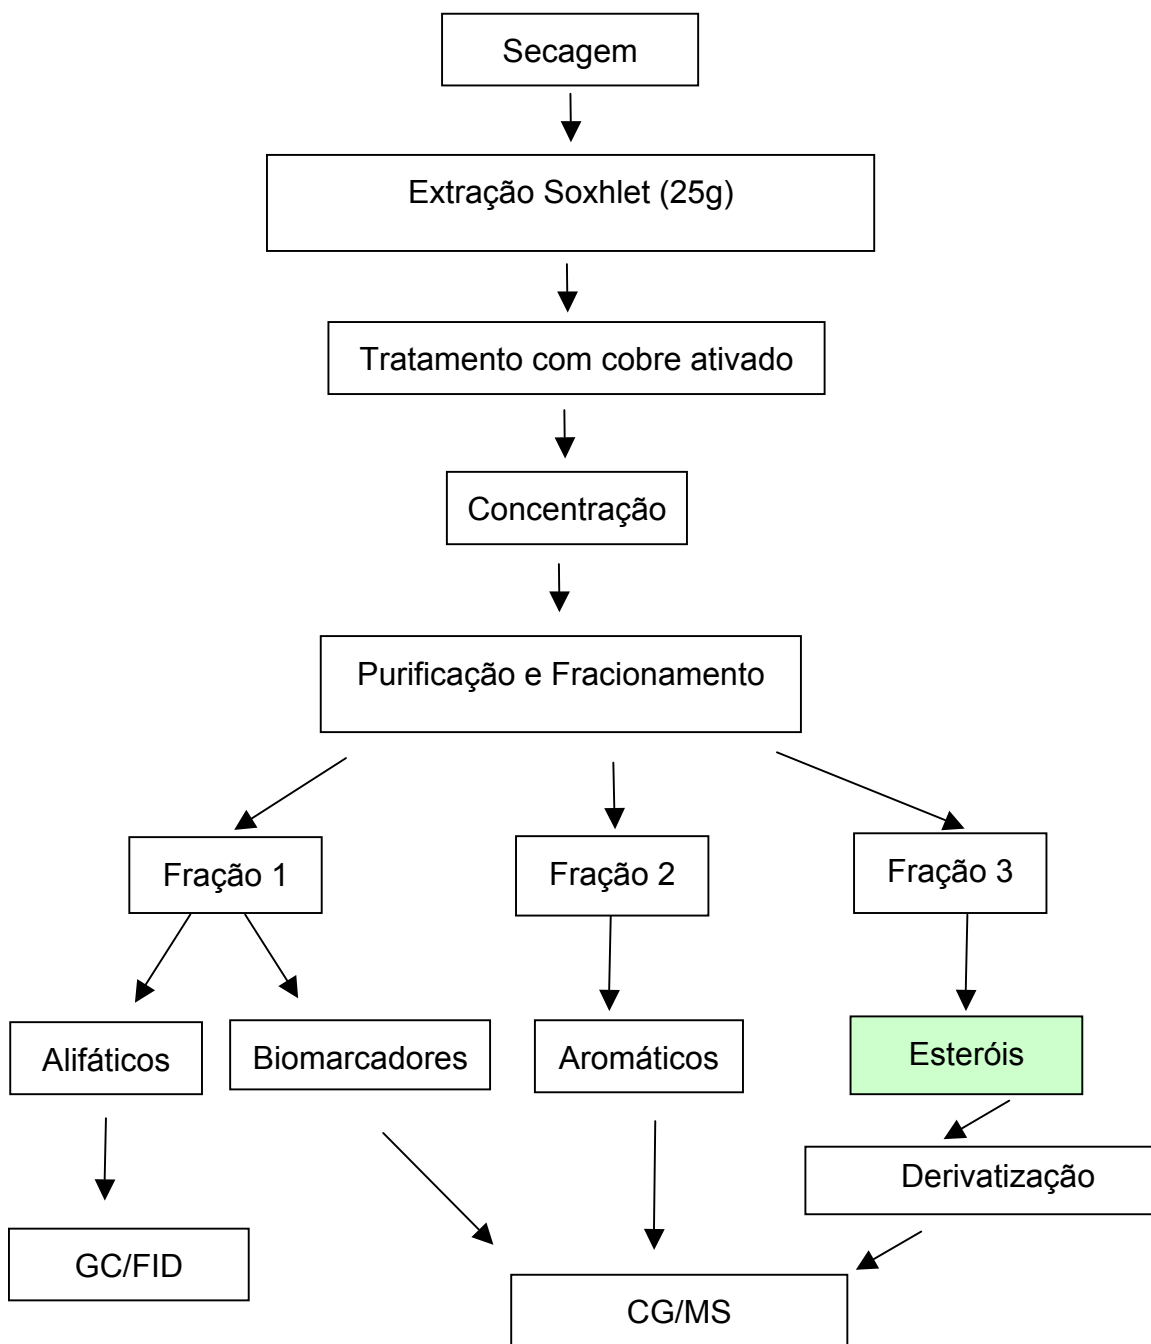 Secagem
Extração Soxhlet (25g)
Tratamento com cobre ativado
Concentração
Purificação e Fracionamento
Fração 1
Fração 2
Fração 3
Alifáticos
Biomarcadores
Aromáticos
Esteróis
Derivatização
GC/FID
CG/MS